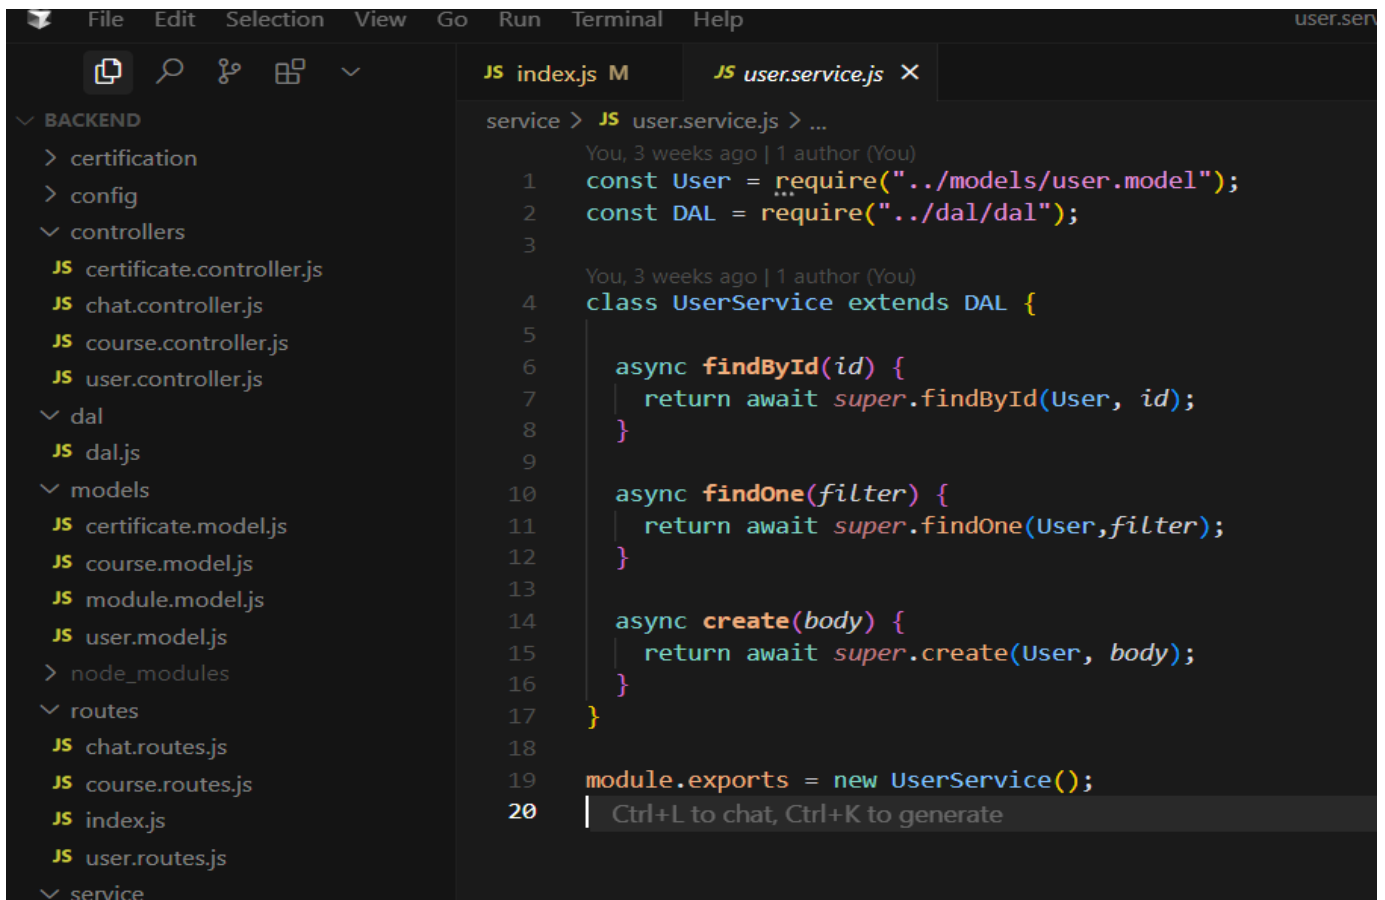 File Edit Selection View Go Run Terminal Help user.serv
BACKEND
certification
config
controllers
JS certificate.controller.js
JS chat.controller.js
JS course.controller.js
JS user.controller.js
dal
JS dal.js
models
JS certificate.model.js
JS course.model.js
JS module.model.js
JS user.model.js
node_modules
routes
JS chat.routes.js
JS course.routes.js
JS index.js
JS user.routes.js
service
JS index.js M JS user.service.js
service > JS user.service.js > ...
You, 3 weeks ago | 1 author (You)
1 const User = require("../models/user.model");
2 const DAL = require("../dal/dal");
3
You, 3 weeks ago | 1 author (You)
4 class UserService extends DAL {
5
6 async findById(id) {
7 return await super.findById(User, id);
8 }
9
10 async findOne(filter) {
11 return await super.findOne(User,filter);
12 }
13
14 async create(body) {
15 return await super.create(User, body);
16 }
17 }
18
19 module.exports = new UserService();
20 Ctrl+L to chat, Ctrl+K to generate